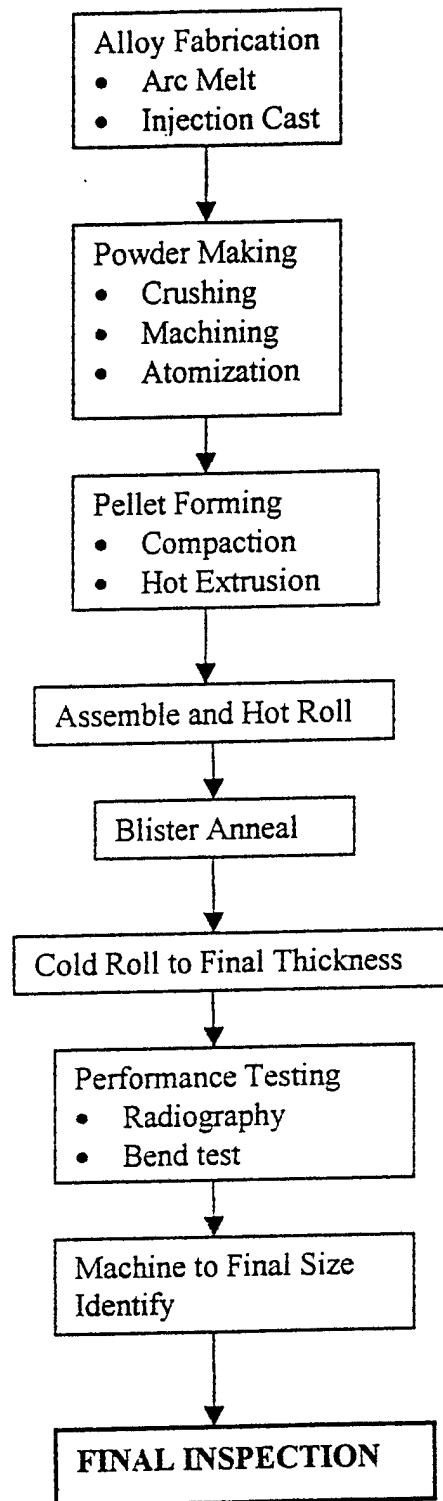 Alloy Fabrication
• Arc Melt
• Injection Cast
Powder Making
• Crushing
• Machining
• Atomization
Pellet Forming
• Compaction
• Hot Extrusion
Assemble and Hot Roll
Blister Anneal
Cold Roll to Final Thickness
Performance Testing
• Radiography
• Bend test
Machine to Final Size
Identify
FINAL INSPECTION